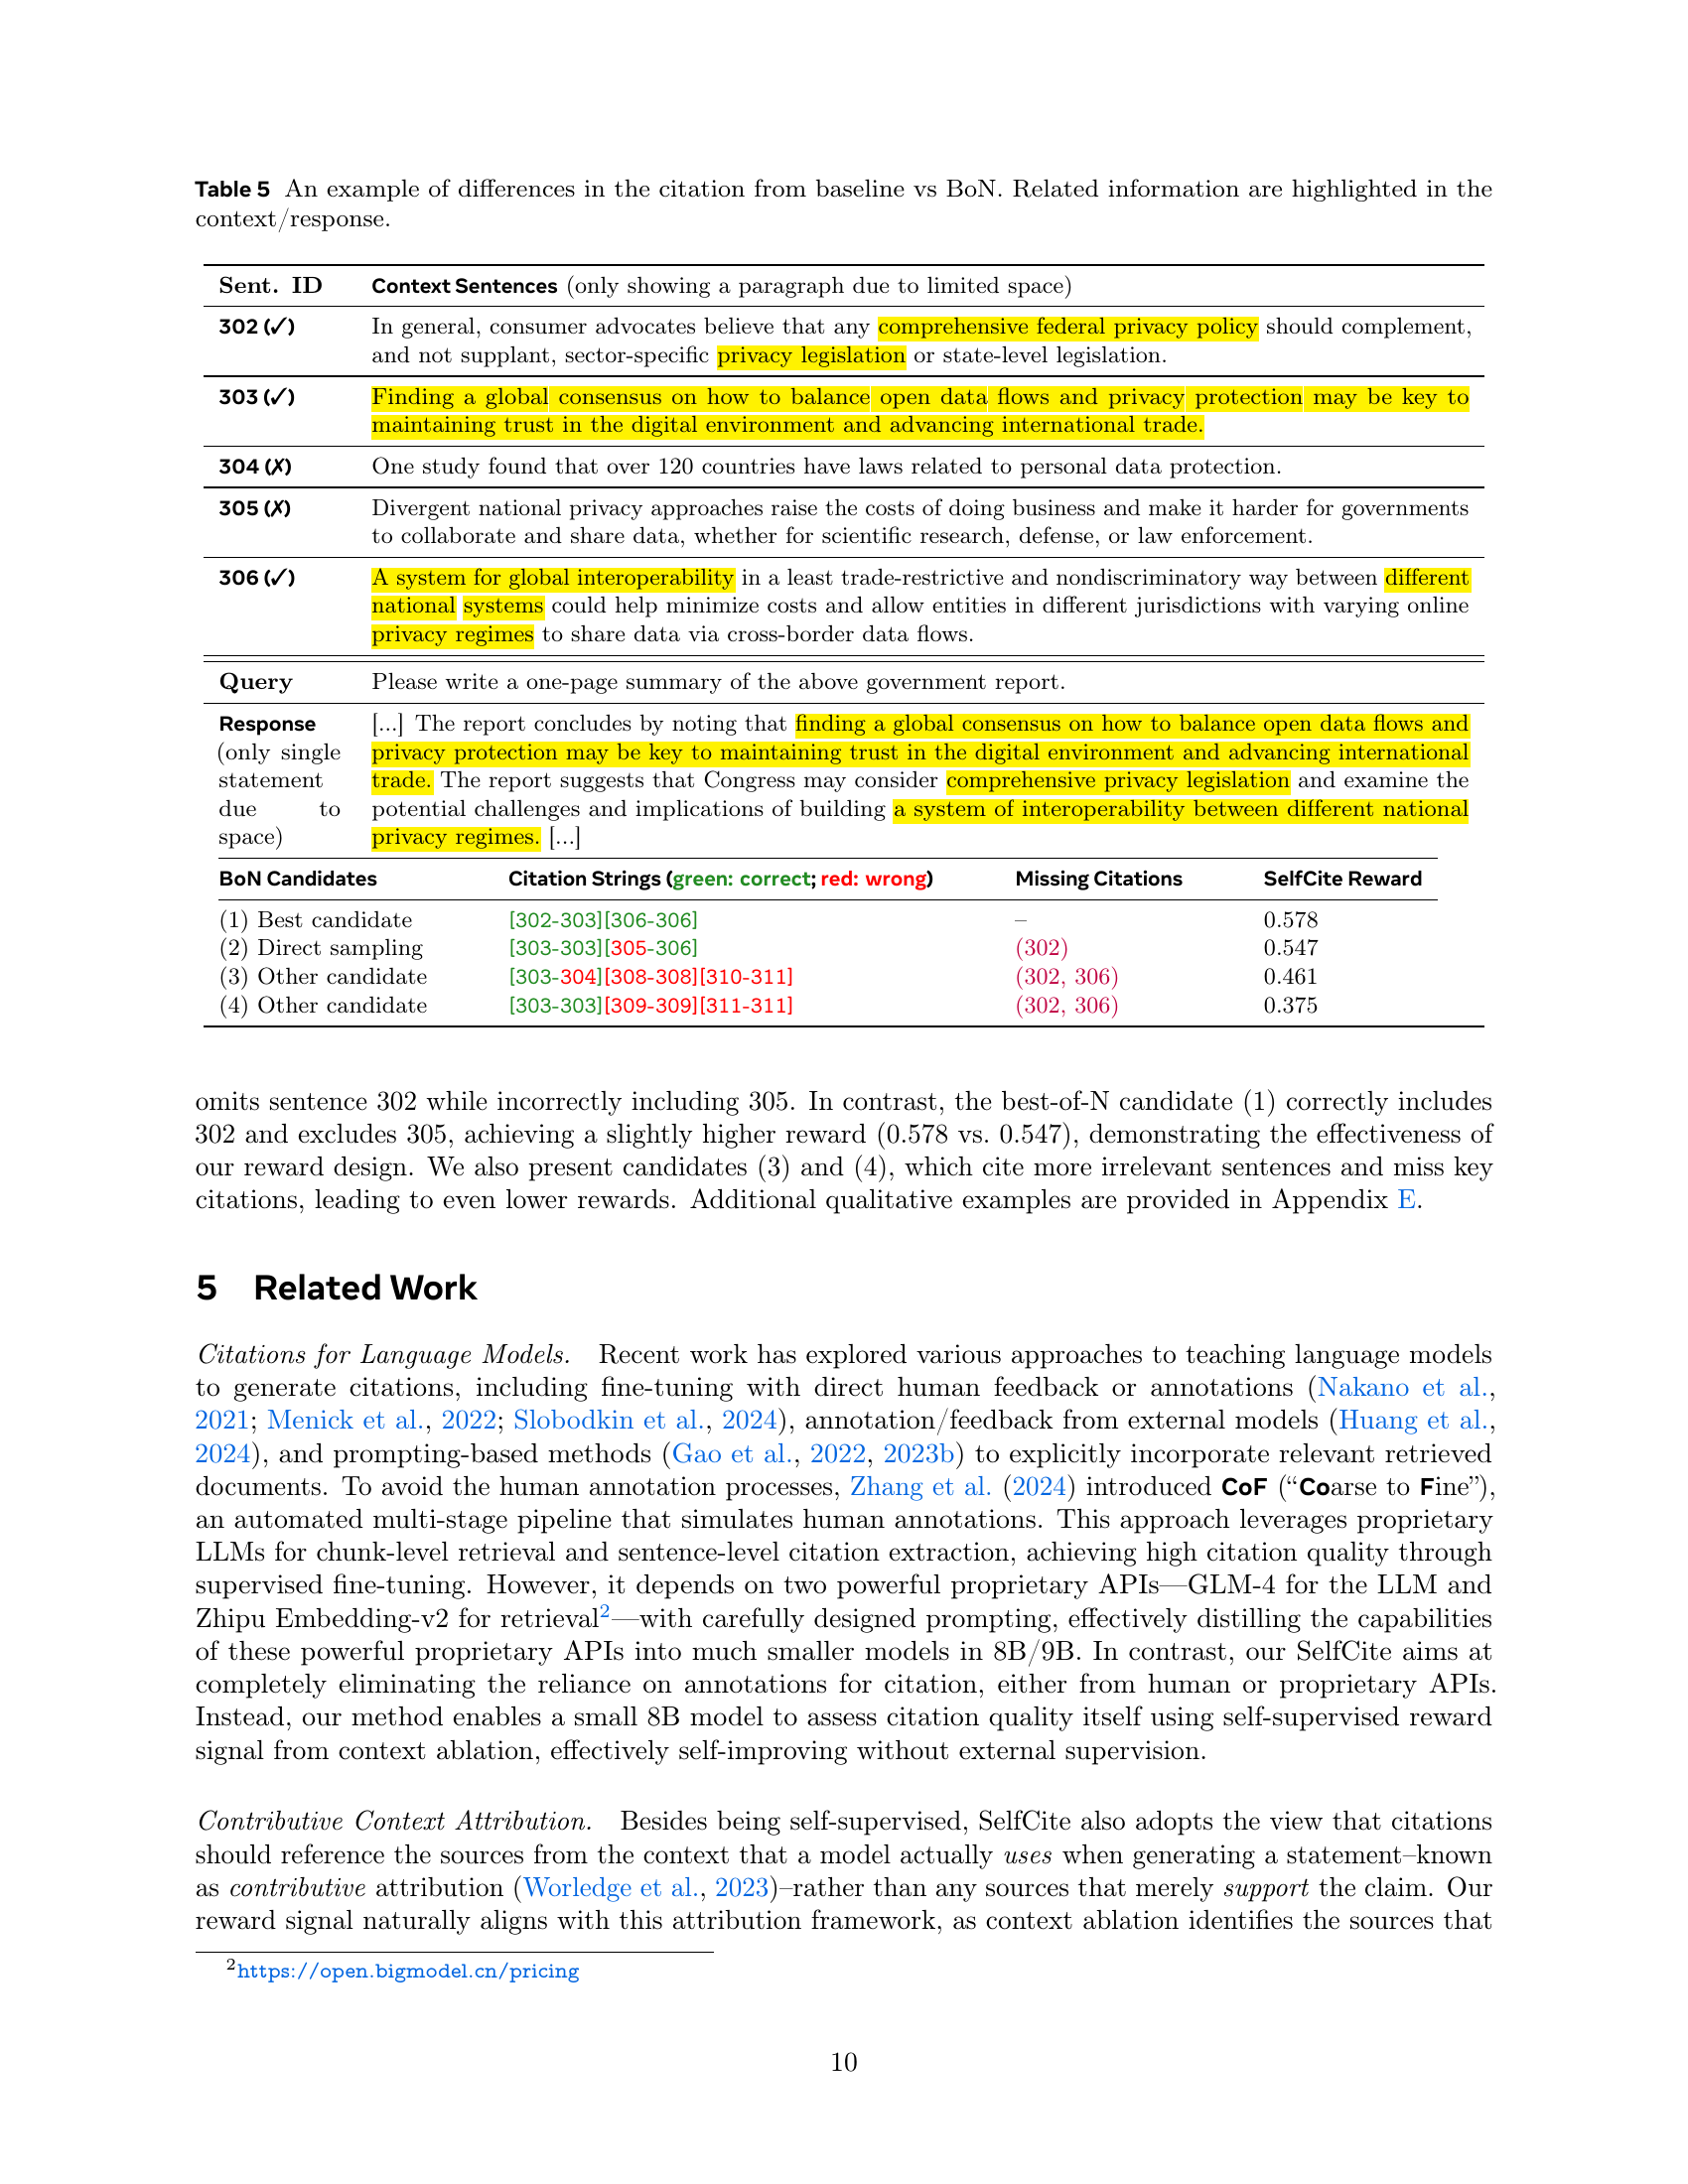 Table 5 An example of differences in the citation from baseline vs BoN. Related information are highlighted in the
context/response.
Sent. ID Context Sentences (only showing a paragraph due to limited space)
302 (✓) In general, consumer advocates believe that any comprehensive federal privacy policy should complement,
and not supplant, sector-specific privacy legislation or state-level legislation.
303 (✓) Finding a global consensus on how to balance open data flows and privacy protection may be key to
maintaining trust in the digital environment and advancing international trade.
304 (✗) One study found that over 120 countries have laws related to personal data protection.
305 (✗) Divergent national privacy approaches raise the costs of doing business and make it harder for governments
to collaborate and share data, whether for scientific research, defense, or law enforcement.
306 (✓) A system for global interoperability in a least trade-restrictive and nondiscriminatory way between different
national systems could help minimize costs and allow entities in different jurisdictions with varying online
privacy regimes to share data via cross-border data flows.
Query Please write a one-page summary of the above government report.
Response [...] The report concludes by noting that finding a global consensus on how to balance open data flows and
(only single privacy protection may be key to maintaining trust in the digital environment and advancing international
statement trade. The report suggests that Congress may consider comprehensive privacy legislation and examine the
due to potential challenges and implications of building a system of interoperability between different national
space) privacy regimes. [...]
BoN Candidates Citation Strings (green: correct; red: wrong) Missing Citations SelfCite Reward
(1) Best candidate [302-303][306-306] – 0.578
(2) Direct sampling [303-303][305-306] (302) 0.547
(3) Other candidate [303-304][308-308][310-311] (302, 306) 0.461
(4) Other candidate [303-303][309-309][311-311] (302, 306) 0.375
omits sentence 302 while incorrectly including 305. In contrast, the best-of-N candidate (1) correctly includes
302 and excludes 305, achieving a slightly higher reward (0.578 vs. 0.547), demonstrating the effectiveness of
our reward design. We also present candidates (3) and (4), which cite more irrelevant sentences and miss key
citations, leading to even lower rewards. Additional qualitative examples are provided in Appendix E.
5 Related Work
Citations for Language Models. Recent work has explored various approaches to teaching language models
to generate citations, including fine-tuning with direct human feedback or annotations (Nakano et al.,
2021; Menick et al., 2022; Slobodkin et al., 2024), annotation/feedback from external models (Huang et al.,
2024), and prompting-based methods (Gao et al., 2022, 2023b) to explicitly incorporate relevant retrieved
documents. To avoid the human annotation processes, Zhang et al. (2024) introduced CoF (“Coarse to Fine”),
an automated multi-stage pipeline that simulates human annotations. This approach leverages proprietary
LLMs for chunk-level retrieval and sentence-level citation extraction, achieving high citation quality through
supervised fine-tuning. However, it depends on two powerful proprietary APIs—GLM-4 for the LLM and
Zhipu Embedding-v2 for retrieval2—with carefully designed prompting, effectively distilling the capabilities
of these powerful proprietary APIs into much smaller models in 8B/9B. In contrast, our SelfCite aims at
completely eliminating the reliance on annotations for citation, either from human or proprietary APIs.
Instead, our method enables a small 8B model to assess citation quality itself using self-supervised reward
signal from context ablation, effectively self-improving without external supervision.
Contributive Context Attribution. Besides being self-supervised, SelfCite also adopts the view that citations
should reference the sources from the context that a model actually uses when generating a statement–known
as contributive attribution (Worledge et al., 2023)–rather than any sources that merely support the claim. Our
reward signal naturally aligns with this attribution framework, as context ablation identifies the sources that
2https://open.bigmodel.cn/pricing
10